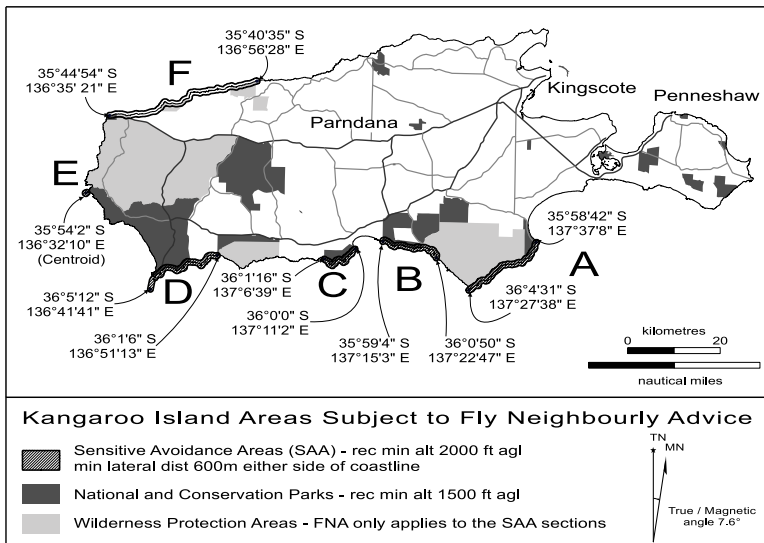 35°40'35" S
136°56'28" E
35°44'54" S
136°35' 21" E
F
Kingscote
Penneshaw
Parndana
E
35°54'2" S
136°32'10" E
(Centroid)
35°58'42" S
137°37'8" E
A
36°5'12" S
136°41'41" E
D
36°1'16" S
137°6'39" E
C
B
36°4'31" S
137°27'38" E
36°0'0" S
137°11'2" E
36°1'6" S
136°51'13" E
35°59'4" S
137°15'3" E
36°0'50" S
137°22'47" E
kilometres
0 20
nautical miles
Kangaroo Island Areas Subject to Fly Neighbourly Advice
Sensitive Avoidance Areas (SAA) - rec min alt 2000 ft agl
min lateral dist 600m either side of coastline
National and Conservation Parks - rec min alt 1500 ft agl
Wilderness Protection Areas - FNA only applies to the SAA sections
TN
MN
True / Magnetic
angle 7.6°